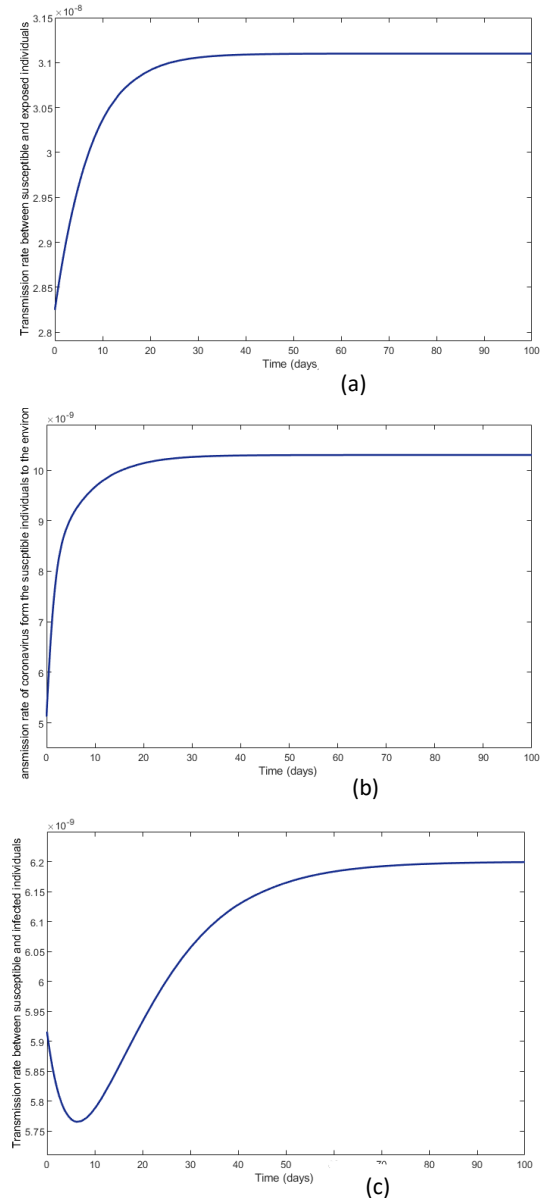 ×10^-8
Transmission rate between susceptible and exposed individuals
3.15
3.1
3.05
3
2.95
2.9
2.85
2.8
0 10 20 30 40 50 60 70 80 90 100
Time (days
(a)
×10^-9
ansmission rate of coronavirus form the suscptible individuals to the environ
10
9
8
7
6
5
0 10 20 30 40 50 60 70 80 90 100
Time (days)
(b)
×10^-9
Transmission rate between susceptible and infected individuals
6.2
6.15
6.1
6.05
6
5.95
5.9
5.85
5.8
5.75
0 10 20 30 40 50 60 70 80 90 100
Time (days)
(c)